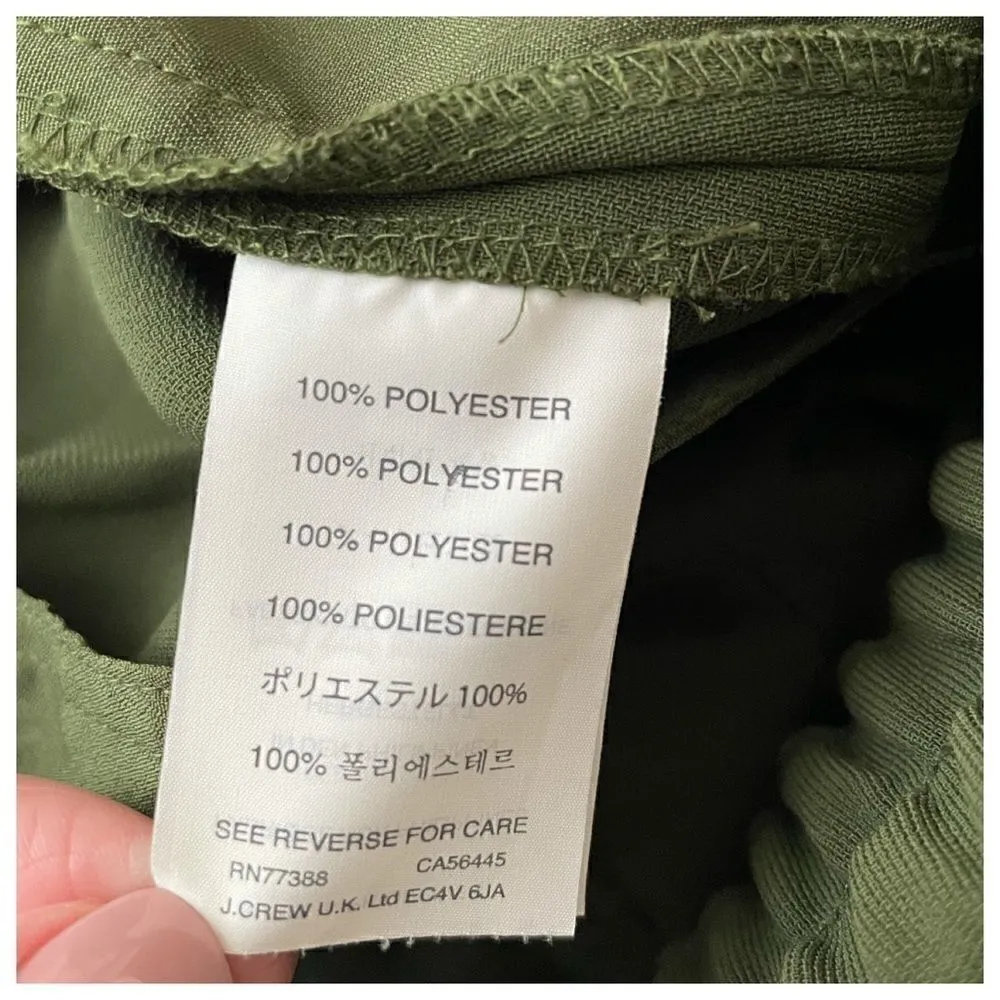 100% POLYESTER
100% POLYESTER
100% POLYESTER
100% POLIESTERE
ポリエステル 100%
100% 폴리에스테르
SEE REVERSE FOR CARE
RN77388 CA56445
J.CREW U.K. Ltd EC4V 6JA